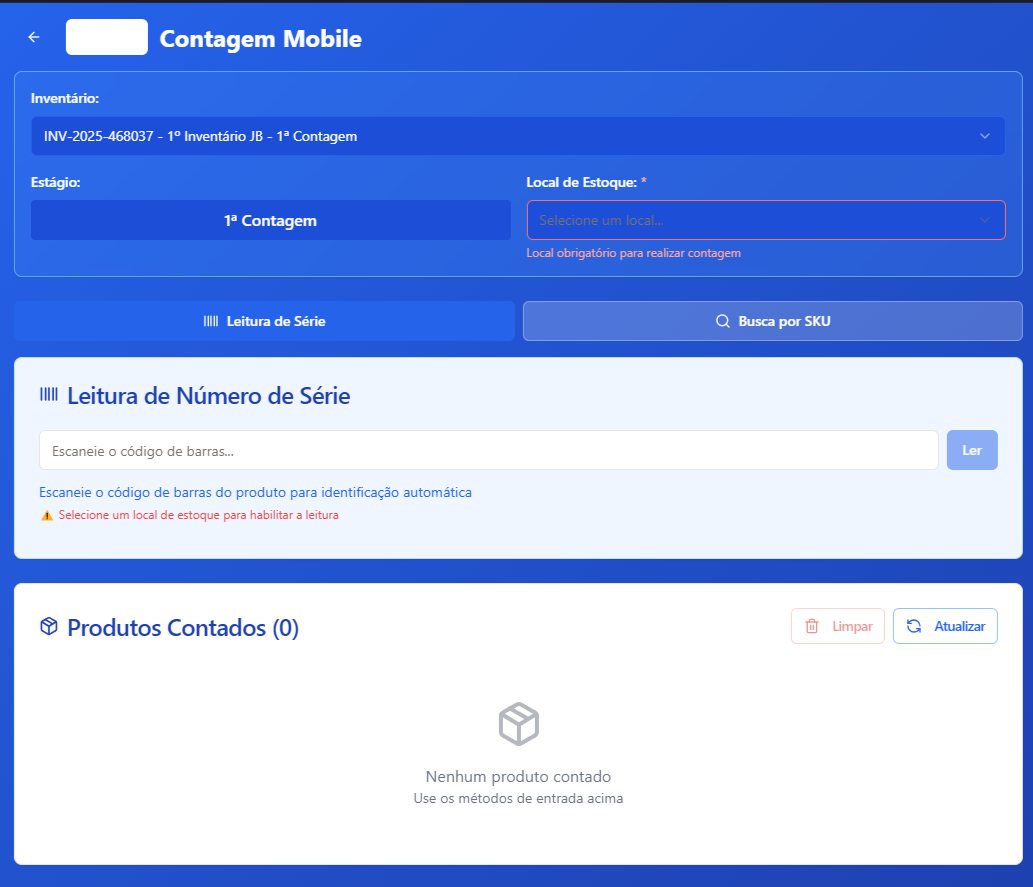 Contagem Mobile
Inventário:
INV-2025-468037 - 1º Inventário JB - 1ª Contagem
Estágio:
Local de Estoque: *
1ª Contagem
Selecione um local...
Local obrigatório para realizar contagem
Leitura de Série
Busca por SKU
Leitura de Número de Série
Escaneie o código de barras...
Ler
Escaneie o código de barras do produto para identificação automática
Selecione um local de estoque para habilitar a leitura
Produtos Contados (0)
Limpar
Atualizar
Nenhum produto contado
Use os métodos de entrada acima